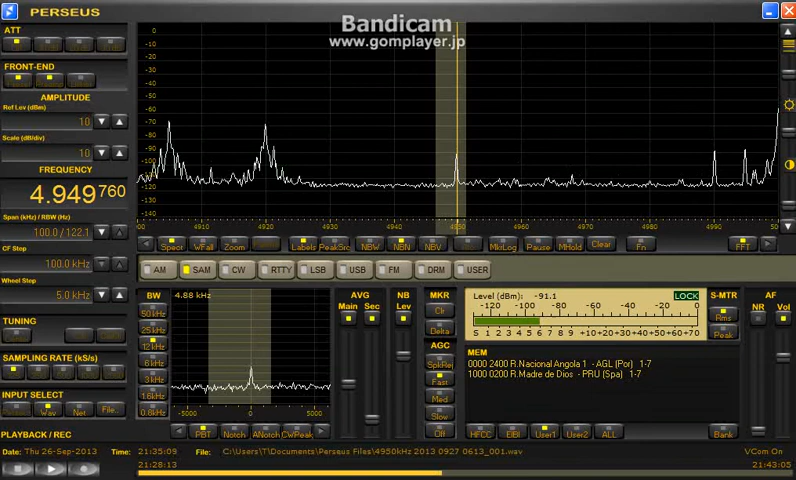 PERSEUS
Bandicam
www.gomplayer.jp
ATT
FRONT-END
AMPLITUDE
Ref Lev (dBm)
10
Scale (dB/div)
10
FREQUENCY
4.949760
Span (kHz) / RBW (Hz)
100.0 / 122.1
CF Step
100.0 kHz
Wheel Step
5.0 kHz
TUNING
SAMPLING RATE (kS/s)
INPUT SELECT
Wav Net File..
PLAYBACK / REC
0
-10
-20
-30
-40
-50
-60
-70
-80
-90
-100
-110
-120
-130
-140
00 4910 4920 4930 4940 4950 4960 4970 4980 4990 50
Spect WFall Zoom Labels PeakSrc NBW NBN NBV MkLog Pause MHold Clear Fn FFT
AM SAM CW RTTY LSB USB FM DRM USER
BW
50kHz
25kHz
12kHz
6kHz
3kHz
1.6kHz
0.8kHz
4.88 kHz
-5000 0 5000
PBT Notch ANotch CWPeak
AVG
Main Sec
NB
Lev
MKR
Clr
Delta
AGC
SpkRej
Fast
Med
Slow
Off
Level (dBm) -91.1 LOCK
-120 -100 -80 -60 -40 -20 0
S 1 2 3 4 5 6 7 8 9 +10 +20 +30 +40 +50 +60 +70
S-MTR
Rms
Peak
AF
NR Vol
MEM
0000 2400 R.Nacional Angola 1 - AGL (Por) 1-7
1000 0200 R.Madre de Dios - PRU (Spa) 1-7
HFCC EIBI User1 User2 ALL Bank
Date: Thu 26-Sep-2013 Time: 21:35:09 File: C:\Users\T\Documents\Perseus Files\4950kHz 2013 0927 0613_001.wav VCom On
21:28:13 21:43:05